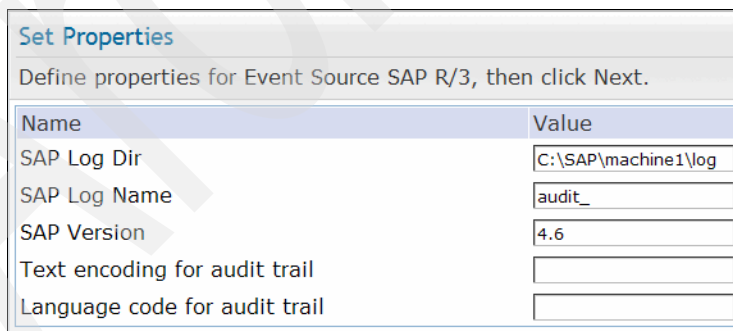 Set Properties
Define properties for Event Source SAP R/3, then click Next.
Name Value
SAP Log Dir C:\SAP\machine1\log
SAP Log Name audit_
SAP Version 4.6
Text encoding for audit trail
Language code for audit trail